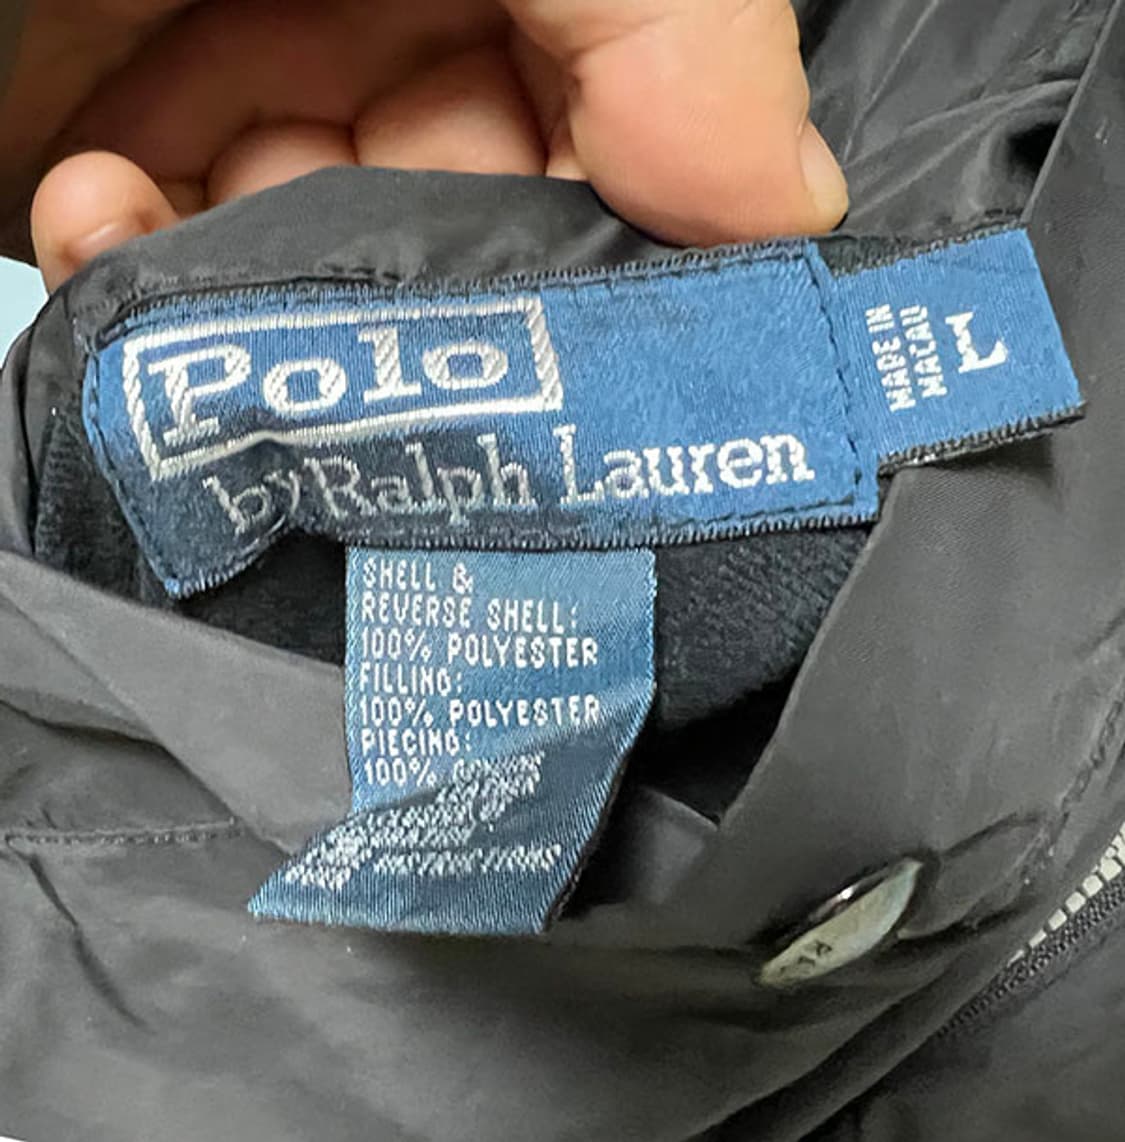 Polo
by Ralph Lauren
MADE IN
MACAU
L
SHELL &
REVERSE SHELL:
100% POLYESTER
FILLING:
100% POLYESTER
PIECING:
100%